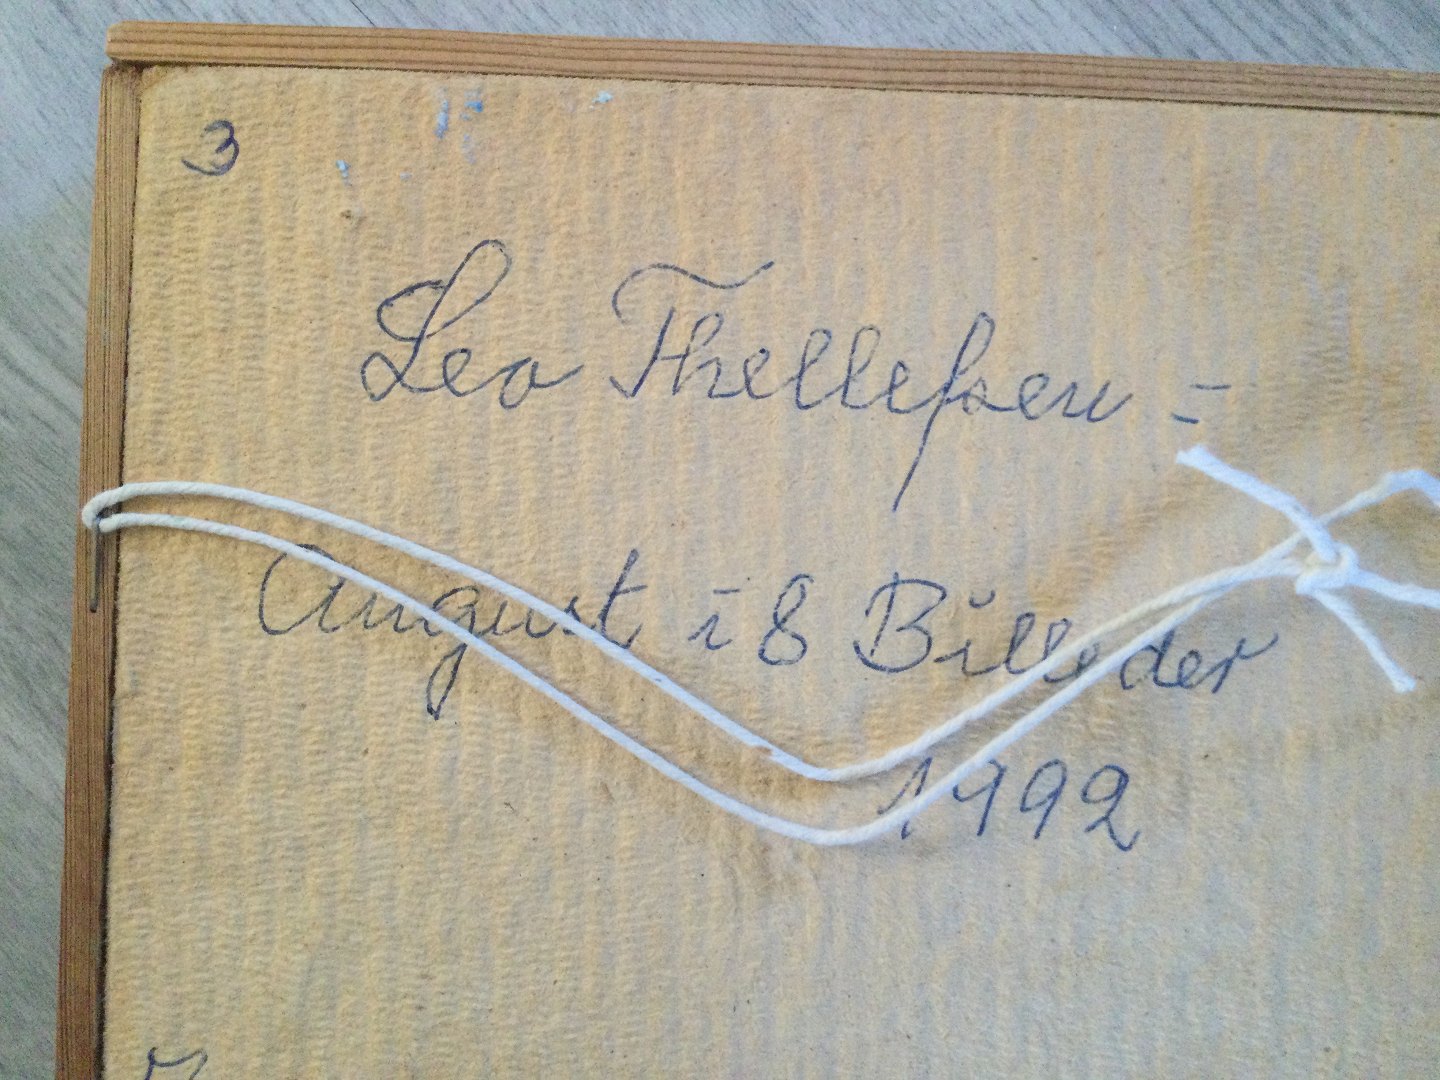 3
Leo Thellefsen =
August i 8 Billeder
1992